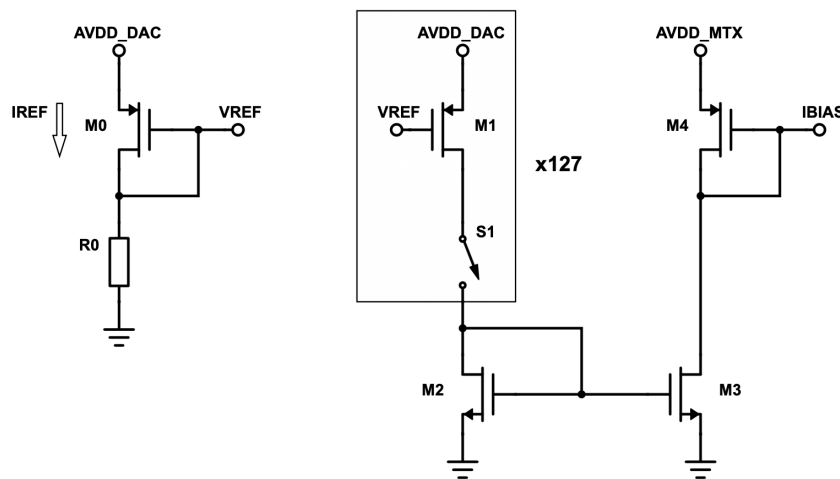 AVDD_DAC
AVDD_DAC
AVDD_MTX
IREF
M0
VREF
VREF
M1
M4
IBIAS
x127
R0
S1
M2
M3